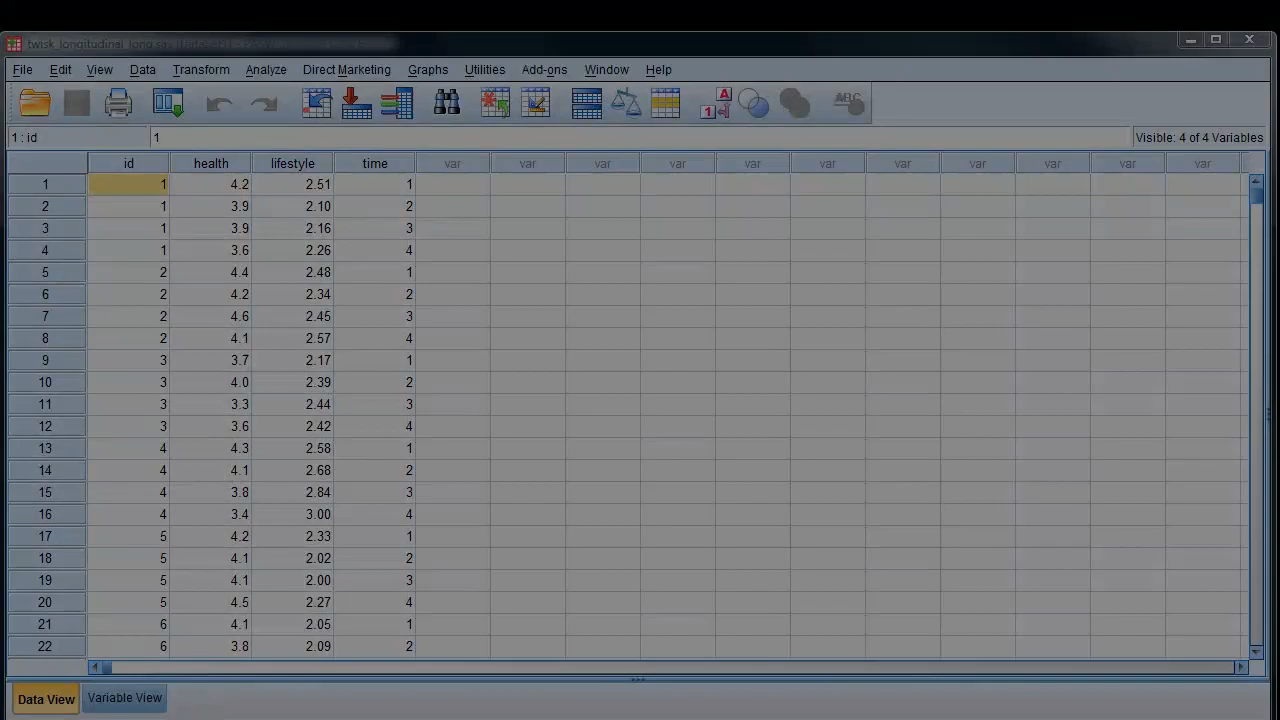 twisk_longitudinal_long.sav
File Edit View Data Transform Analyze Direct Marketing Graphs Utilities Add-ons Window Help
1 : id 1 Visible: 4 of 4 Variables
id health lifestyle time var var var var var var var var var var var
1 1 4.2 2.51 1
2 1 3.9 2.10 2
3 1 3.9 2.16 3
4 1 3.6 2.26 4
5 2 4.4 2.48 1
6 2 4.2 2.34 2
7 2 4.6 2.45 3
8 2 4.1 2.57 4
9 3 3.7 2.17 1
10 3 4.0 2.39 2
11 3 3.3 2.44 3
12 3 3.6 2.42 4
13 4 4.3 2.58 1
14 4 4.1 2.68 2
15 4 3.8 2.84 3
16 4 3.4 3.00 4
17 5 4.2 2.33 1
18 5 4.1 2.02 2
19 5 4.1 2.00 3
20 5 4.5 2.27 4
21 6 4.1 2.05 1
22 6 3.8 2.09 2
Data View Variable View